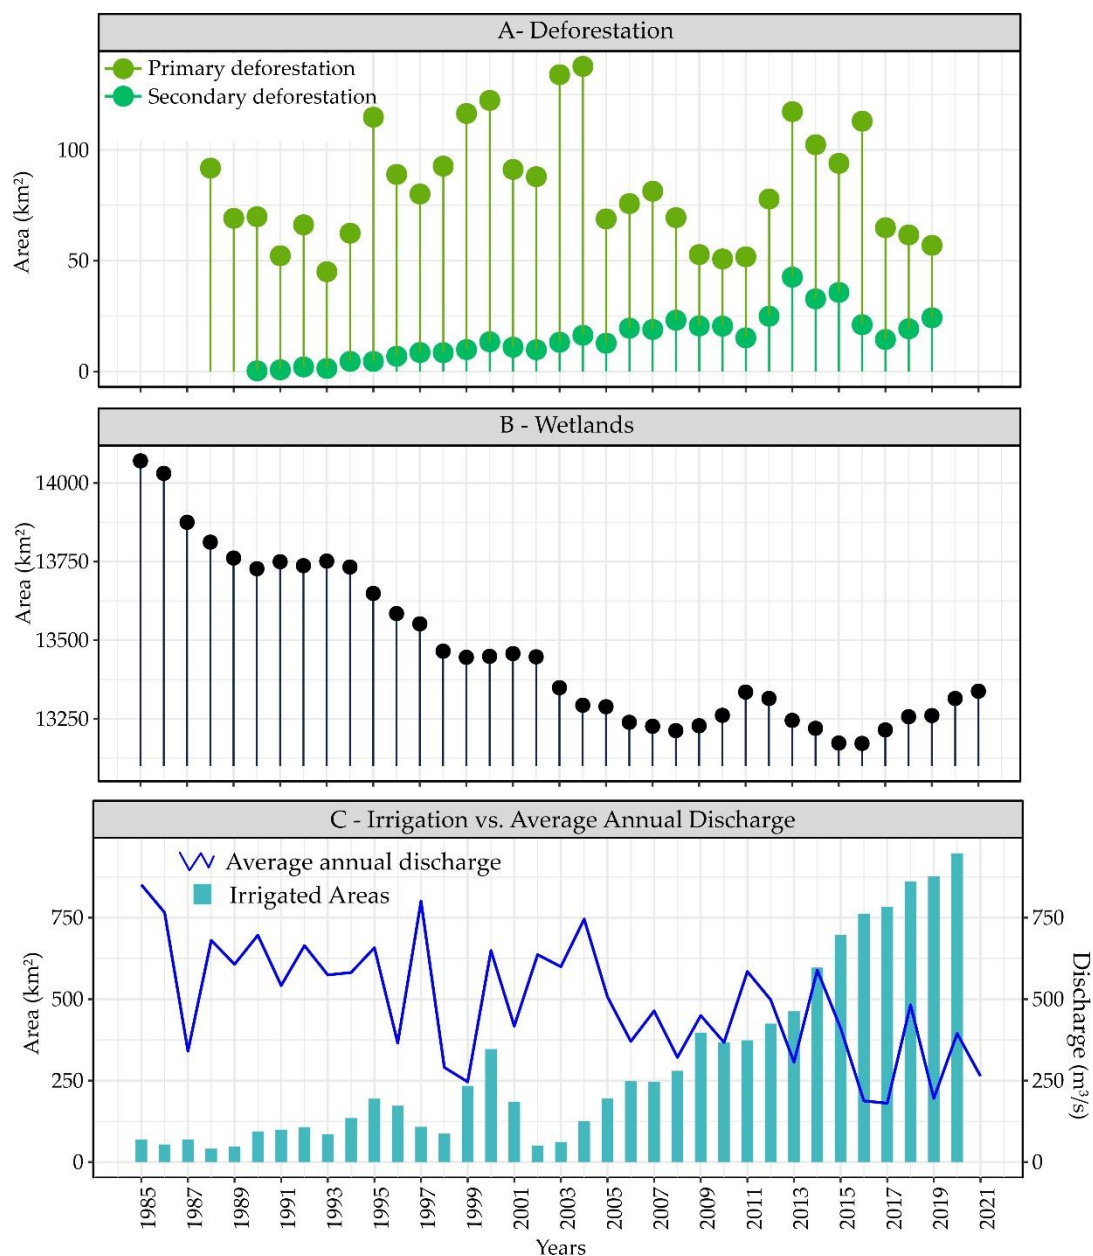 A- Deforestation
Primary deforestation
Secondary deforestation
Area (km²)
100
50
0
B - Wetlands
Area (km²)
14000
13750
13500
13250
C - Irrigation vs. Average Annual Discharge
Average annual discharge
Irrigated Areas
Area (km²)
750
500
250
0
750
500
250
0
Discharge (m³/s)
1985
1987
1989
1991
1993
1995
1997
1999
2001
2003
2005
2007
2009
2011
2013
2015
2017
2019
2021
Years